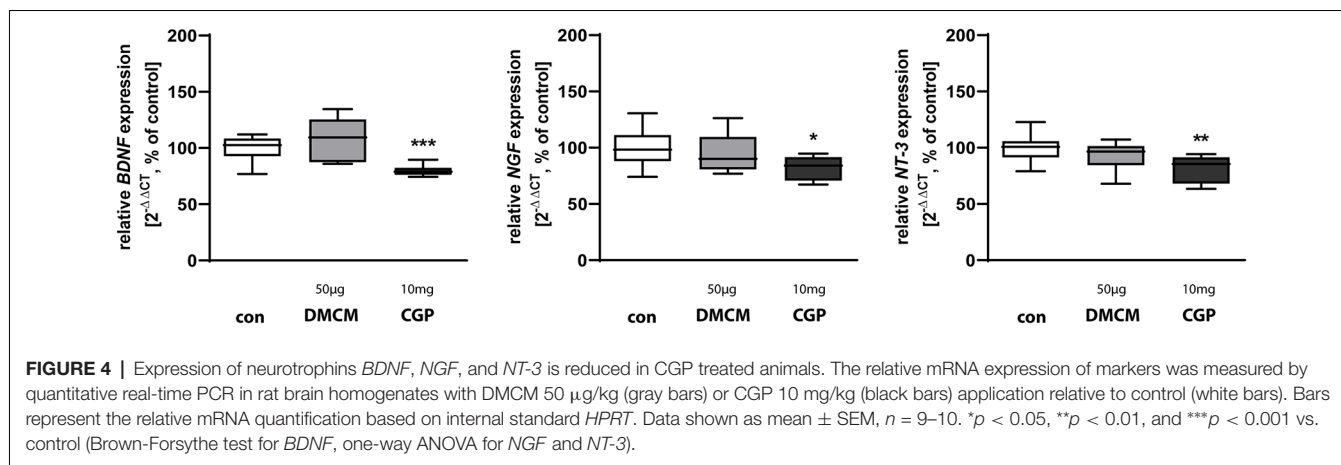 200
150
100
50
0
relative BDNF expression
[2-ΔΔCT, % of control]
***
50µg
10mg
con
DMCM
CGP
200
150
100
50
0
relative NGF expression
[2-ΔΔCT, % of control]
*
50µg
10mg
con
DMCM
CGP
200
150
100
50
0
relative NT-3 expression
[2-ΔΔCT, % of control]
**
50µg
10mg
con
DMCM
CGP
FIGURE 4 | Expression of neurotrophins BDNF, NGF, and NT-3 is reduced in CGP treated animals. The relative mRNA expression of markers was measured by
quantitative real-time PCR in rat brain homogenates with DMCM 50 µg/kg (gray bars) or CGP 10 mg/kg (black bars) application relative to control (white bars). Bars
represent the relative mRNA quantification based on internal standard HPRT. Data shown as mean ± SEM, n = 9–10. *p < 0.05, **p < 0.01, and ***p < 0.001 vs.
control (Brown-Forsythe test for BDNF, one-way ANOVA for NGF and NT-3).